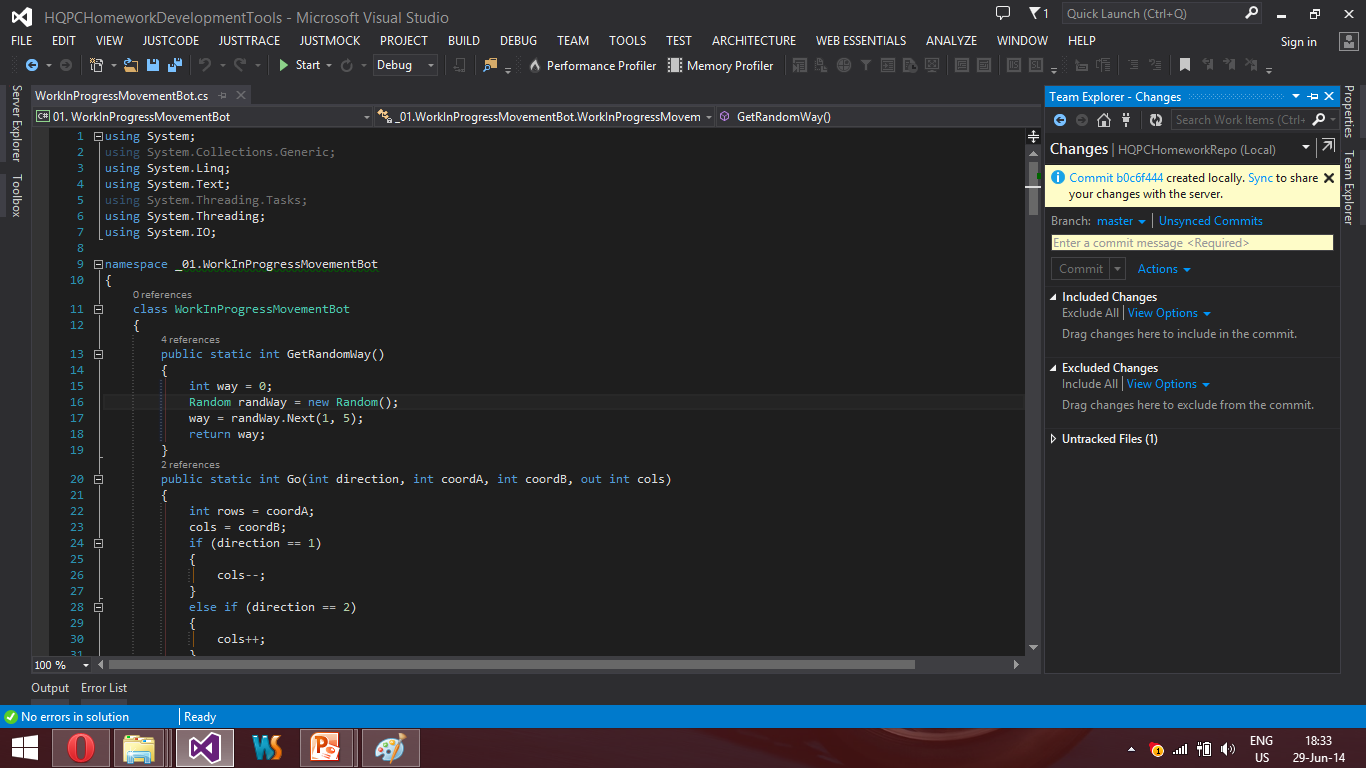 HQPCHomeworkDevelopmentTools - Microsoft Visual Studio
1
Quick Launch (Ctrl+Q)
FILE EDIT VIEW JUSTCODE JUSTTRACE JUSTMOCK PROJECT BUILD DEBUG TEAM TOOLS TEST ARCHITECTURE WEB ESSENTIALS ANALYZE WINDOW HELP
Sign in
Start Debug Performance Profiler Memory Profiler
Server Explorer
Toolbox
WorkInProgressMovementBot.cs
C# 01. WorkInProgressMovementBot _01.WorkInProgressMovementBot.WorkInProgressMovem GetRandomWay()
1 using System;
2 using System.Collections.Generic;
3 using System.Linq;
4 using System.Text;
5 using System.Threading.Tasks;
6 using System.Threading;
7 using System.IO;
8
9 namespace _01.WorkInProgressMovementBot
10 {
0 references
11 class WorkInProgressMovementBot
12 {
4 references
13 public static int GetRandomWay()
14 {
15 int way = 0;
16 Random randWay = new Random();
17 way = randWay.Next(1, 5);
18 return way;
19 }
2 references
20 public static int Go(int direction, int coordA, int coordB, out int cols)
21 {
22 int rows = coordA;
23 cols = coordB;
24 if (direction == 1)
25 {
26 cols--;
27 }
28 else if (direction == 2)
29 {
30 cols++;
31 }
100 %
Team Explorer - Changes
Search Work Items (Ctrl+
Changes | HQPCHomeworkRepo (Local)
Commit b0c6f444 created locally. Sync to share
your changes with the server.
Branch: master | Unsynced Commits
Enter a commit message <Required>
Commit Actions
Included Changes
Exclude All | View Options
Drag changes here to include in the commit.
Excluded Changes
Include All | View Options
Drag changes here to exclude from the commit.
Untracked Files (1)
Properties
Team Explorer
Output Error List
No errors in solution Ready
ENG
US
18:33
29-Jun-14